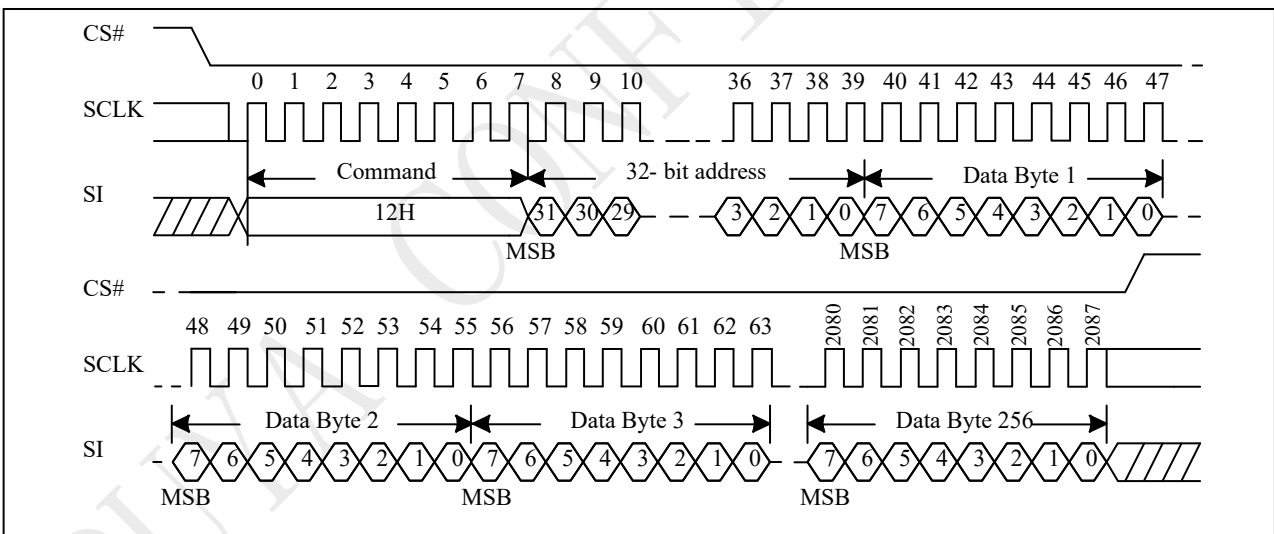 CS#
0 1 2 3 4 5 6 7 8 9 10 36 37 38 39 40 41 42 43 44 45 46 47
SCLK
Command 32- bit address Data Byte 1
SI
12H 31 30 29 3 2 1 0 7 6 5 4 3 2 1 0
MSB MSB
CS#
48 49 50 51 52 53 54 55 56 57 58 59 60 61 62 63 2080 2081 2082 2083 2084 2085 2086 2087
SCLK
Data Byte 2 Data Byte 3 Data Byte 256
SI
7 6 5 4 3 2 1 0 7 6 5 4 3 2 1 0 7 6 5 4 3 2 1 0
MSB MSB MSB
PUYA CONF